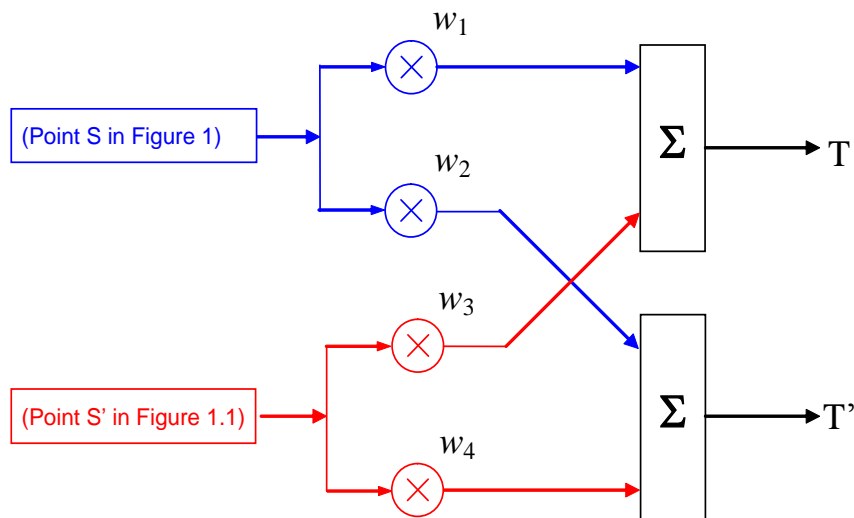 w1
(Point S in Figure 1)
Σ
T
w2
w3
(Point S' in Figure 1.1)
Σ
T'
w4